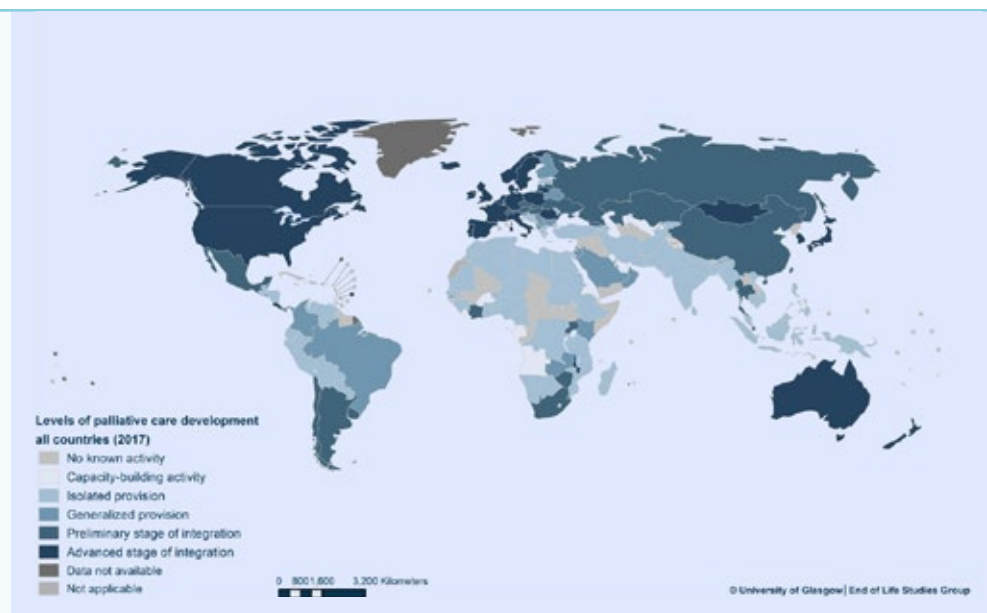 Levels of palliative care development
all countries (2017)
No known activity
Capacity-building activity
Isolated provision
Generalized provision
Preliminary stage of integration
Advanced stage of integration
Data not available
Not applicable
0 8001,600 3,200 Kilometers
© University of Glasgow| End of Life Studies Group